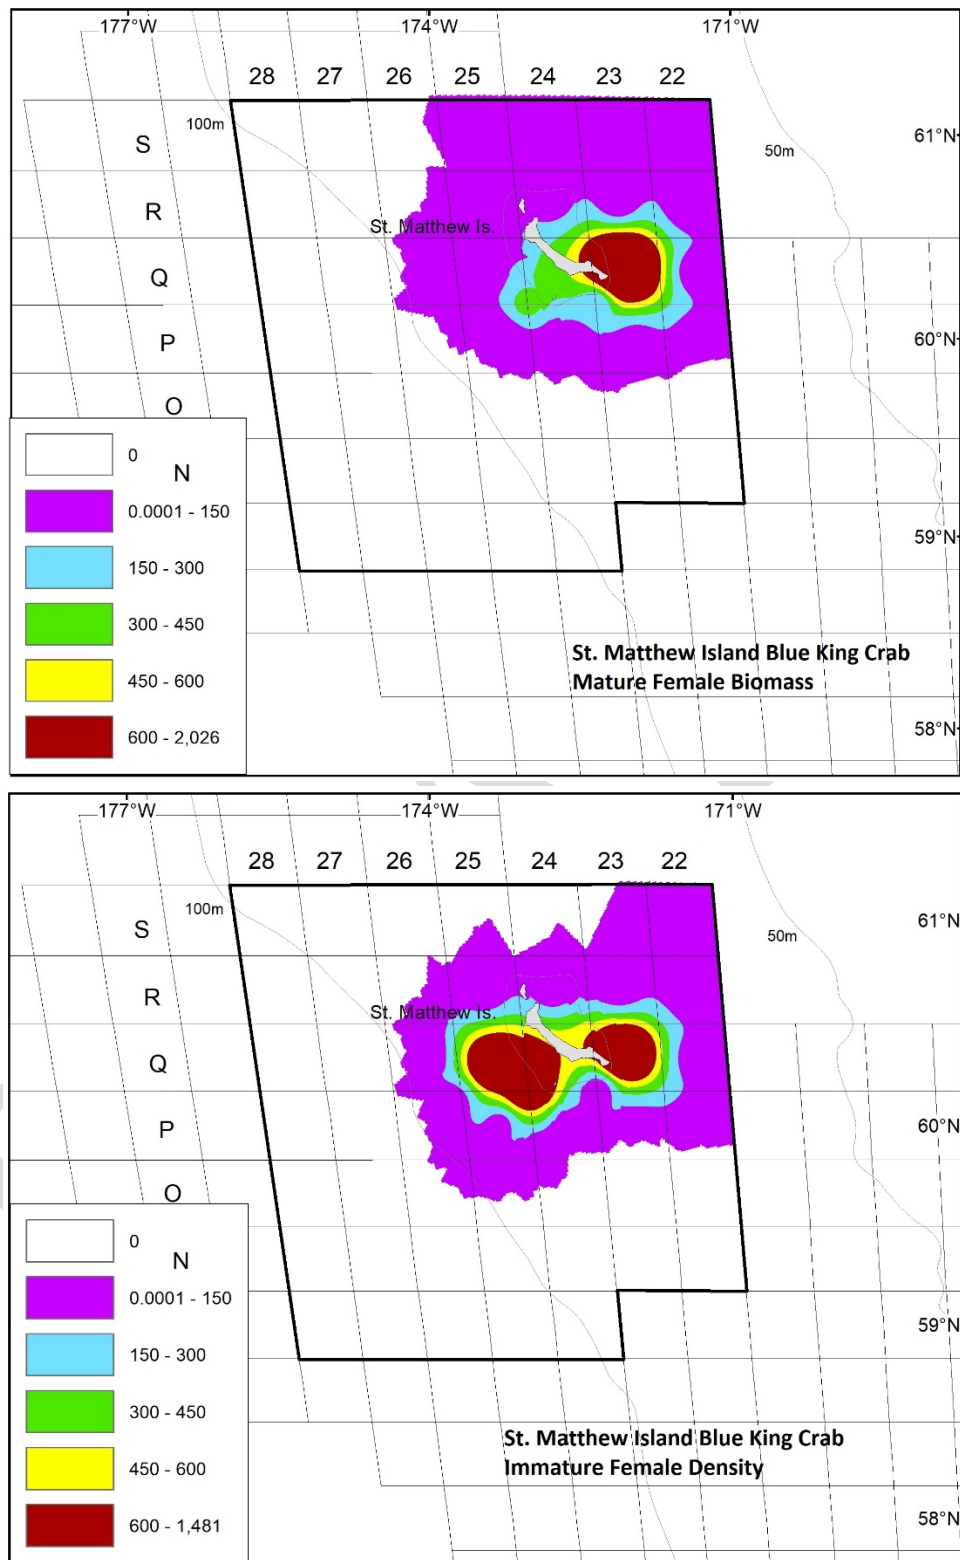 177°W 174°W 171°W
28 27 26 25 24 23 22
100m
61°N
S
50m
R
St. Matthew Is.
Q
60°N
P
O
0
N
0.0001 - 150
59°N
150 - 300
300 - 450
St. Matthew Island Blue King Crab
450 - 600
Mature Female Biomass
58°N
600 - 2,026
177°W 174°W 171°W
28 27 26 25 24 23 22
100m
61°N
S
50m
R
St. Matthew Is.
Q
60°N
P
O
0
N
0.0001 - 150
59°N
150 - 300
300 - 450
St. Matthew Island Blue King Crab
450 - 600
Immature Female Density
58°N
600 - 1,481